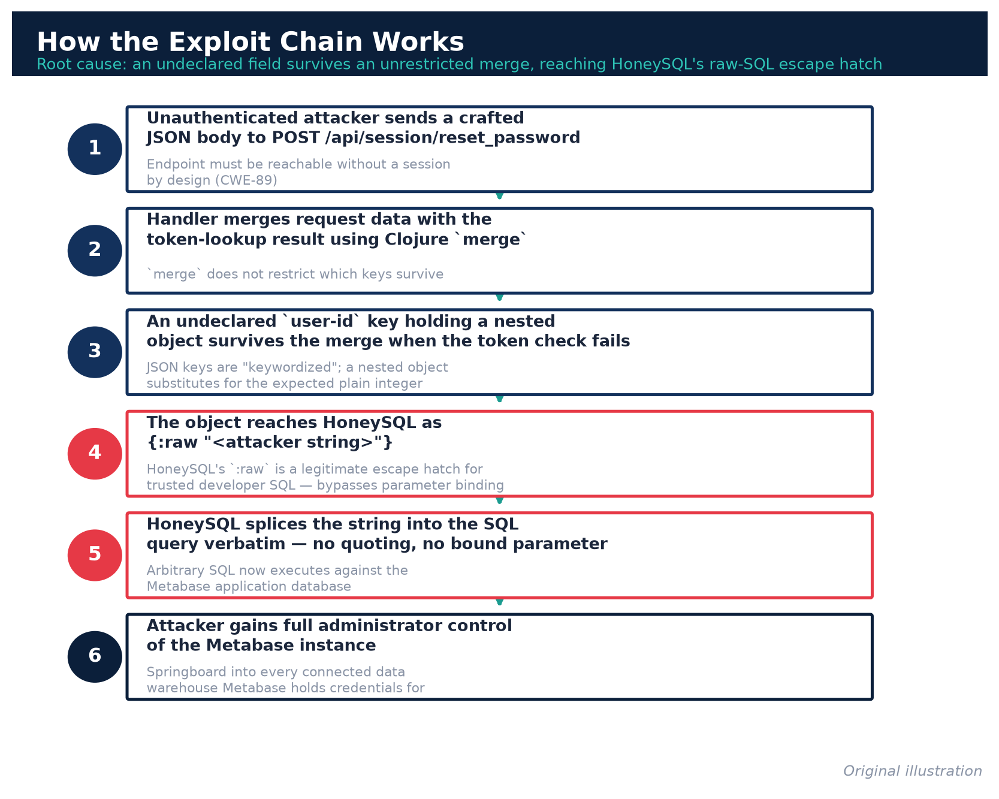 How the Exploit Chain Works
Root cause: an undeclared field survives an unrestricted merge, reaching HoneySQL's raw-SQL escape hatch
1
Unauthenticated attacker sends a crafted
JSON body to POST /api/session/reset_password
Endpoint must be reachable without a session
by design (CWE-89)
2
Handler merges request data with the
token-lookup result using Clojure `merge`
`merge` does not restrict which keys survive
3
An undeclared `user-id` key holding a nested
object survives the merge when the token check fails
JSON keys are "keywordized"; a nested object
substitutes for the expected plain integer
4
The object reaches HoneySQL as
{:raw "<attacker string>"}
HoneySQL's `:raw` is a legitimate escape hatch for
trusted developer SQL — bypasses parameter binding
5
HoneySQL splices the string into the SQL
query verbatim — no quoting, no bound parameter
Arbitrary SQL now executes against the
Metabase application database
6
Attacker gains full administrator control
of the Metabase instance
Springboard into every connected data
warehouse Metabase holds credentials for
Original illustration